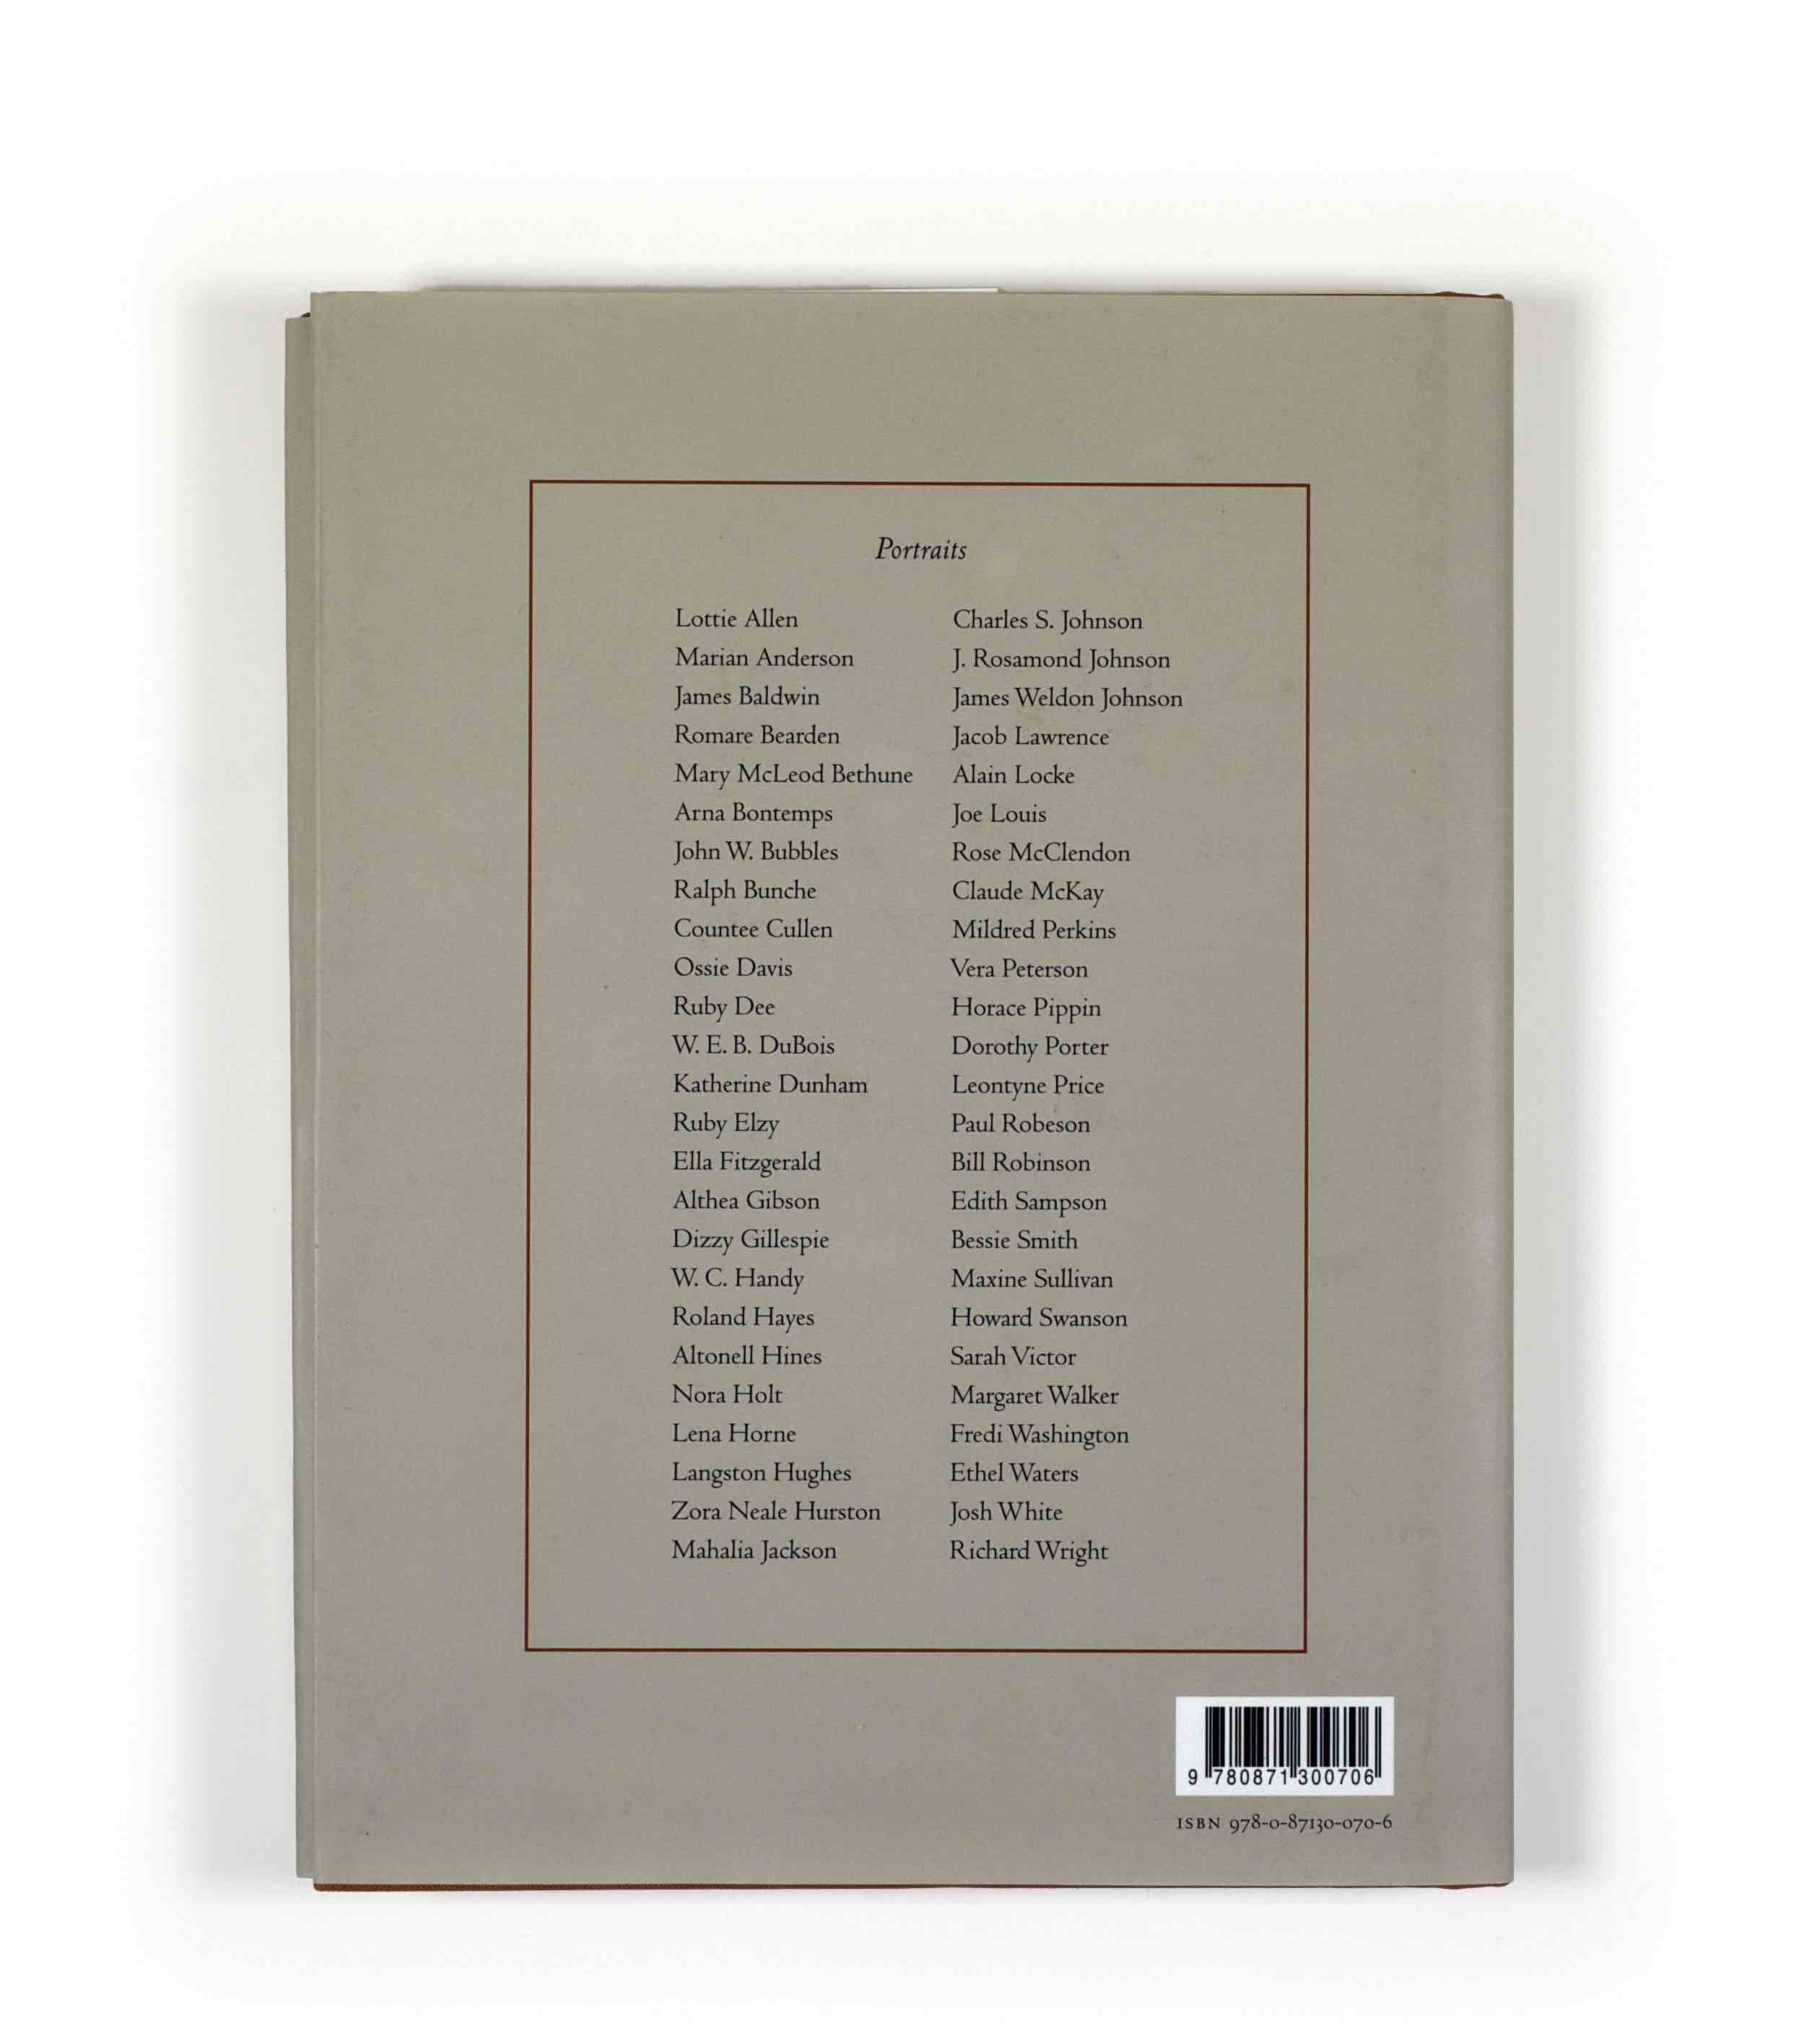 Portraits
Lottie Allen
Marian Anderson
James Baldwin
Romare Bearden
Mary McLeod Bethune
Arna Bontemps
John W. Bubbles
Ralph Bunche
Countee Cullen
Ossie Davis
Ruby Dee
W. E. B. DuBois
Katherine Dunham
Ruby Elzy
Ella Fitzgerald
Althea Gibson
Dizzy Gillespie
W. C. Handy
Roland Hayes
Altonell Hines
Nora Holt
Lena Horne
Langston Hughes
Zora Neale Hurston
Mahalia Jackson
Charles S. Johnson
J. Rosamond Johnson
James Weldon Johnson
Jacob Lawrence
Alain Locke
Joe Louis
Rose McClendon
Claude McKay
Mildred Perkins
Vera Peterson
Horace Pippin
Dorothy Porter
Leontyne Price
Paul Robeson
Bill Robinson
Edith Sampson
Bessie Smith
Maxine Sullivan
Howard Swanson
Sarah Victor
Margaret Walker
Fredi Washington
Ethel Waters
Josh White
Richard Wright
9 780871 300706
ISBN 978-0-87130-070-6